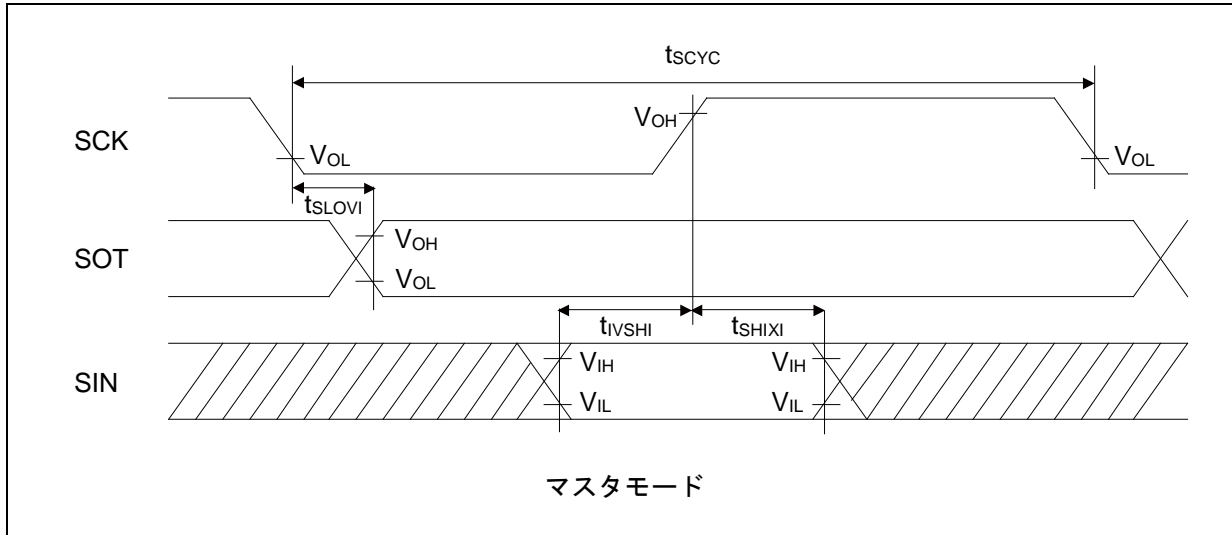 tSCYC
SCK
VOH
VOL
VOL
tSLOVI
SOT
VOH
VOL
tIVSHI
tSHIXI
SIN
VIH
VIH
VIL
VIL
マスタモード